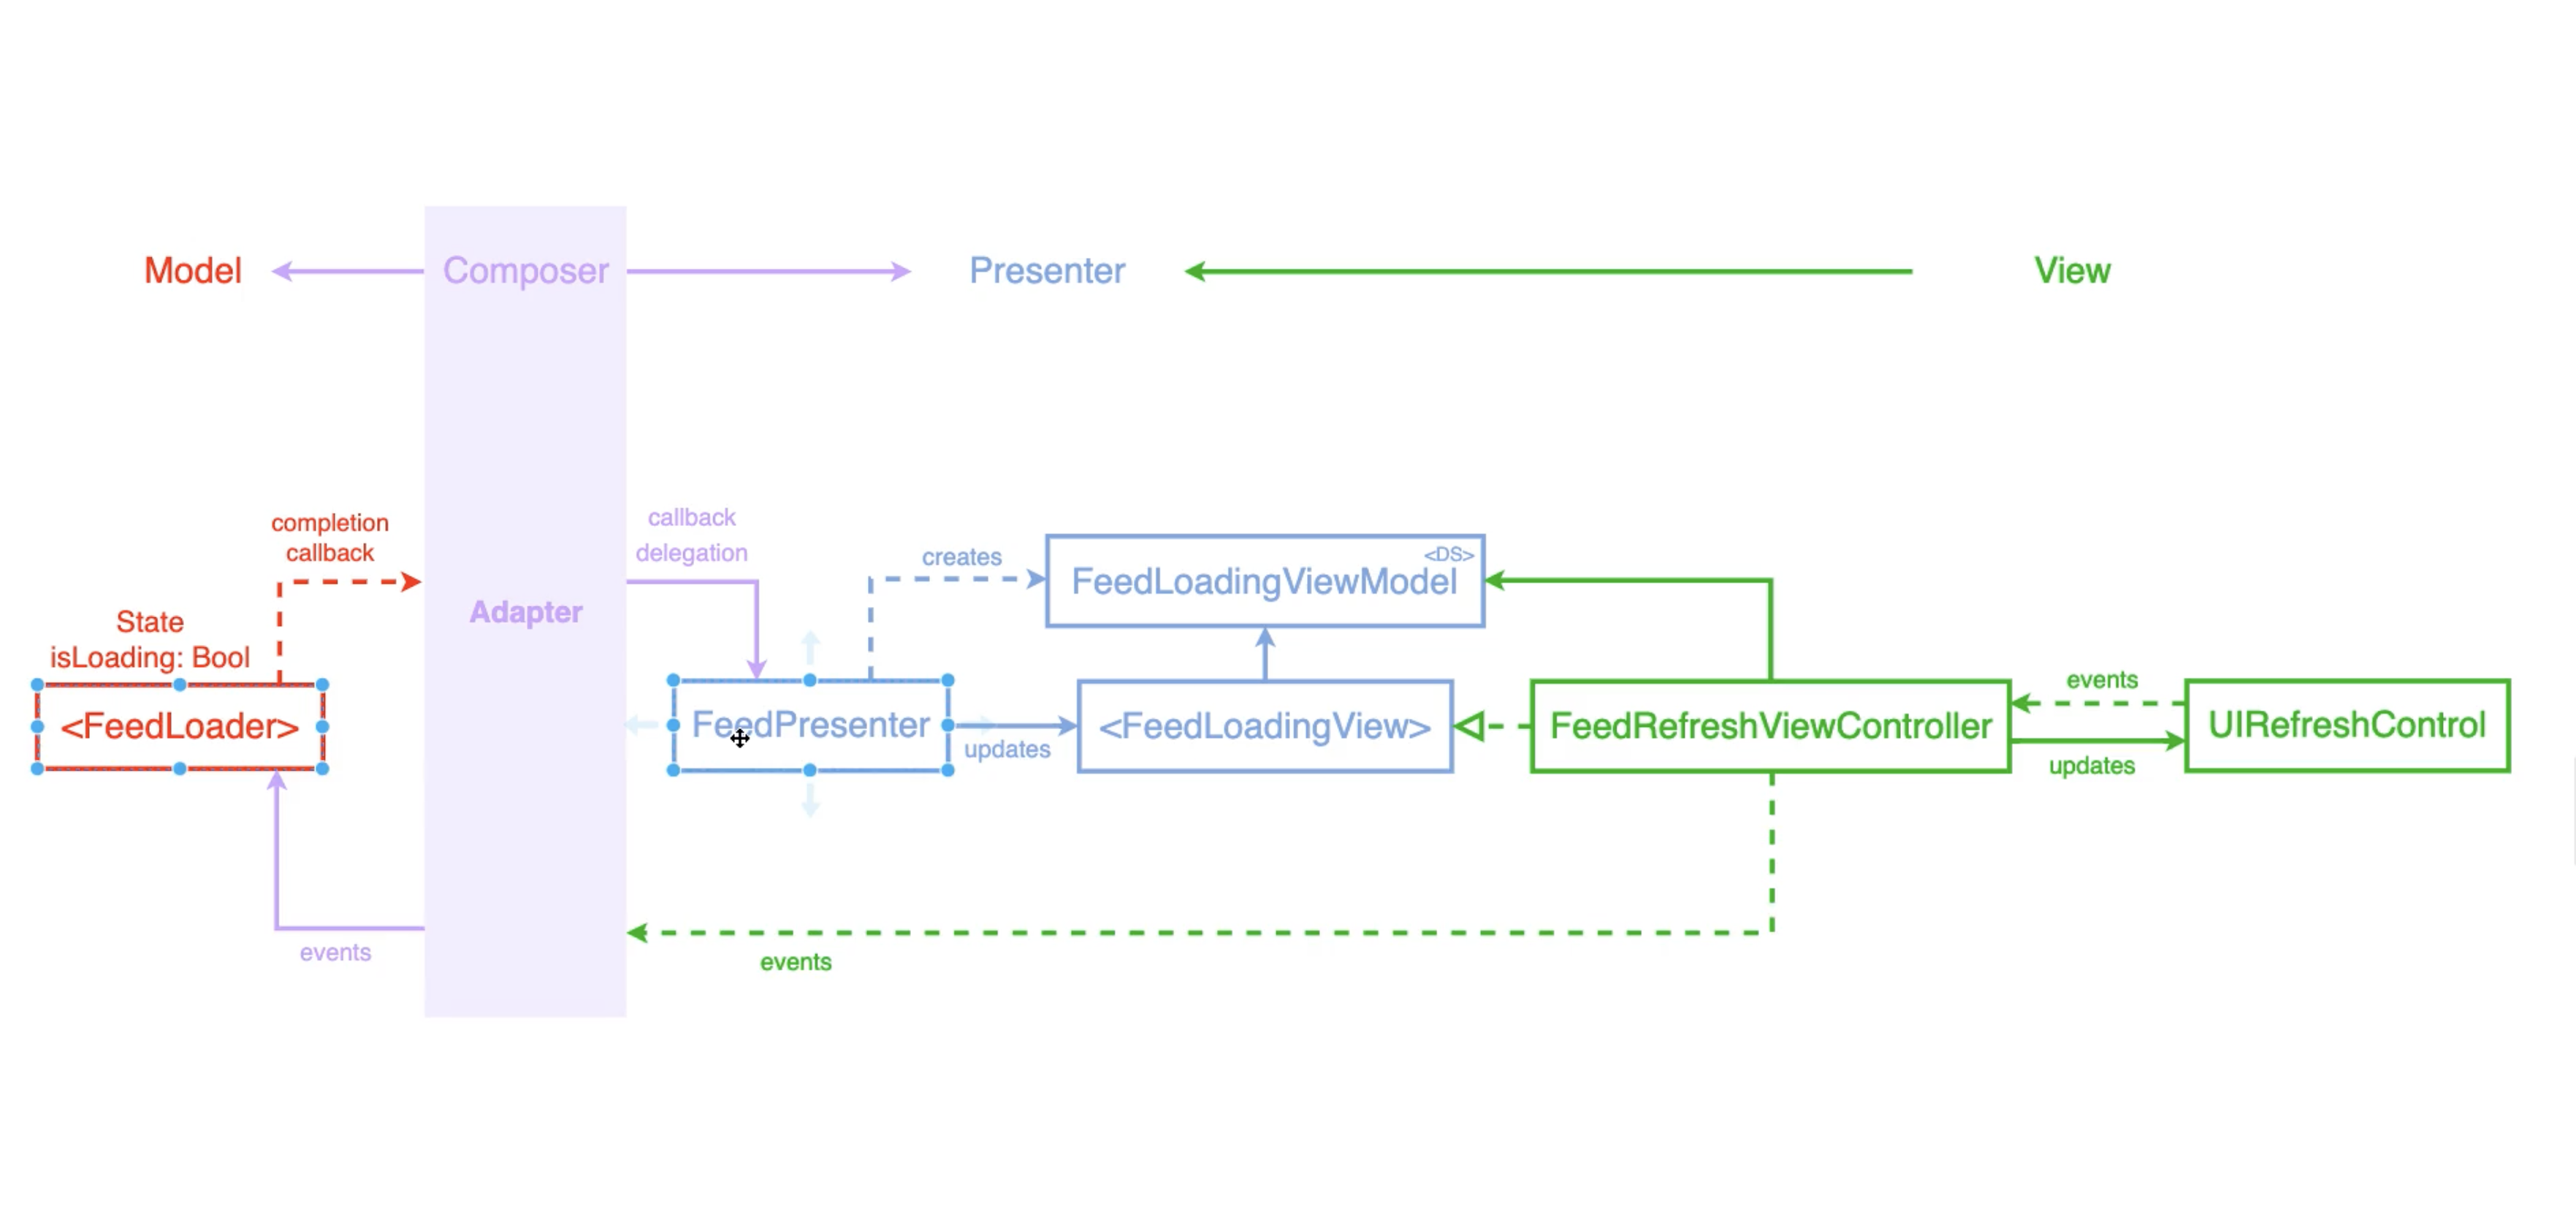 Model
Composer
Presenter
View
completion
callback
callback
delegation
creates
<DS>
FeedLoadingViewModel
Adapter
State
isLoading: Bool
<FeedLoader>
FeedPresenter
updates
<FeedLoadingView>
FeedRefreshViewController
events
updates
UIRefreshControl
events
events